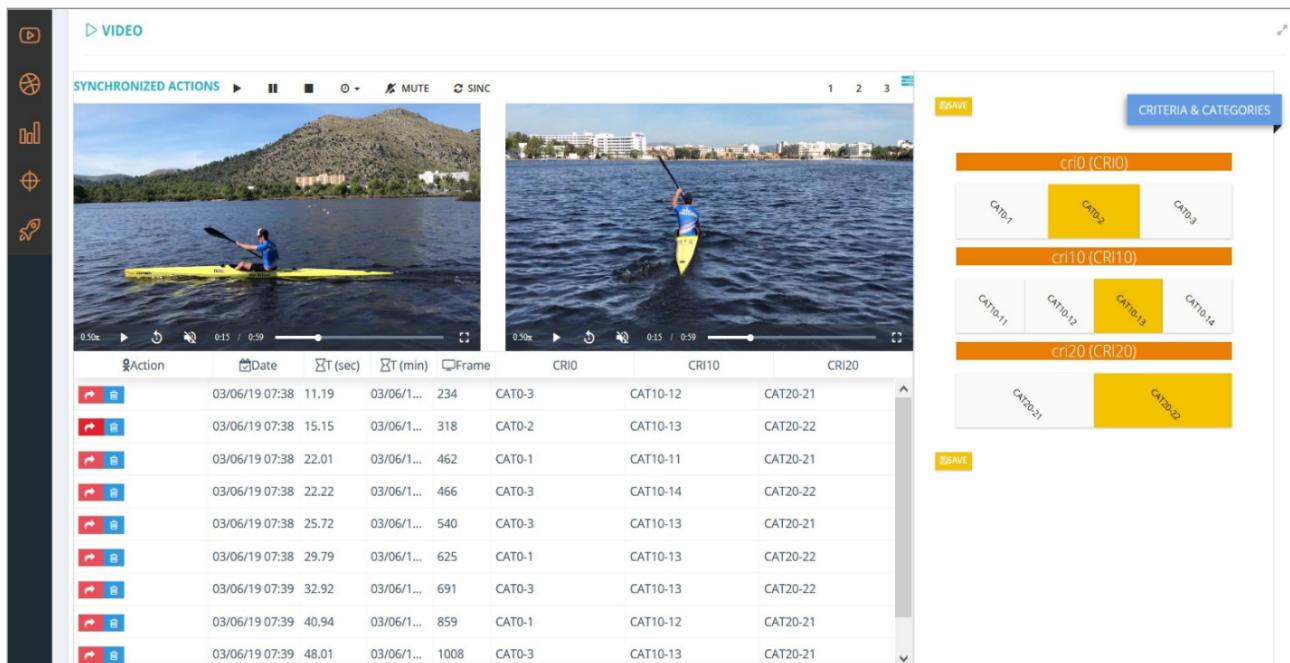 VIDEO
SYNCHRONIZED ACTIONS MUTE SINC 1 2 3
SAVE
CRITERIA & CATEGORIES
cri0 (CRI0)
CAT0-1 CAT0-2 CAT0-3
cri10 (CRI10)
CAT10-11 CAT10-12 CAT10-13 CAT10-14
cri20 (CRI20)
CAT20-21 CAT20-22
SAVE
0.50x 0:15 / 0:59
0.50x 0:15 / 0:59
Action Date T (sec) T (min) Frame CRI0 CRI10 CRI20
03/06/19 07:38 11.19 03/06/1... 234 CAT0-3 CAT10-12 CAT20-21
03/06/19 07:38 15.15 03/06/1... 318 CAT0-2 CAT10-13 CAT20-22
03/06/19 07:38 22.01 03/06/1... 462 CAT0-1 CAT10-11 CAT20-21
03/06/19 07:38 22.22 03/06/1... 466 CAT0-3 CAT10-14 CAT20-22
03/06/19 07:38 25.72 03/06/1... 540 CAT0-3 CAT10-13 CAT20-21
03/06/19 07:38 29.79 03/06/1... 625 CAT0-1 CAT10-13 CAT20-22
03/06/19 07:39 32.92 03/06/1... 691 CAT0-3 CAT10-13 CAT20-22
03/06/19 07:39 40.94 03/06/1... 859 CAT0-1 CAT10-12 CAT20-21
03/06/19 07:39 48.01 03/06/1... 1008 CAT0-3 CAT10-13 CAT20-21